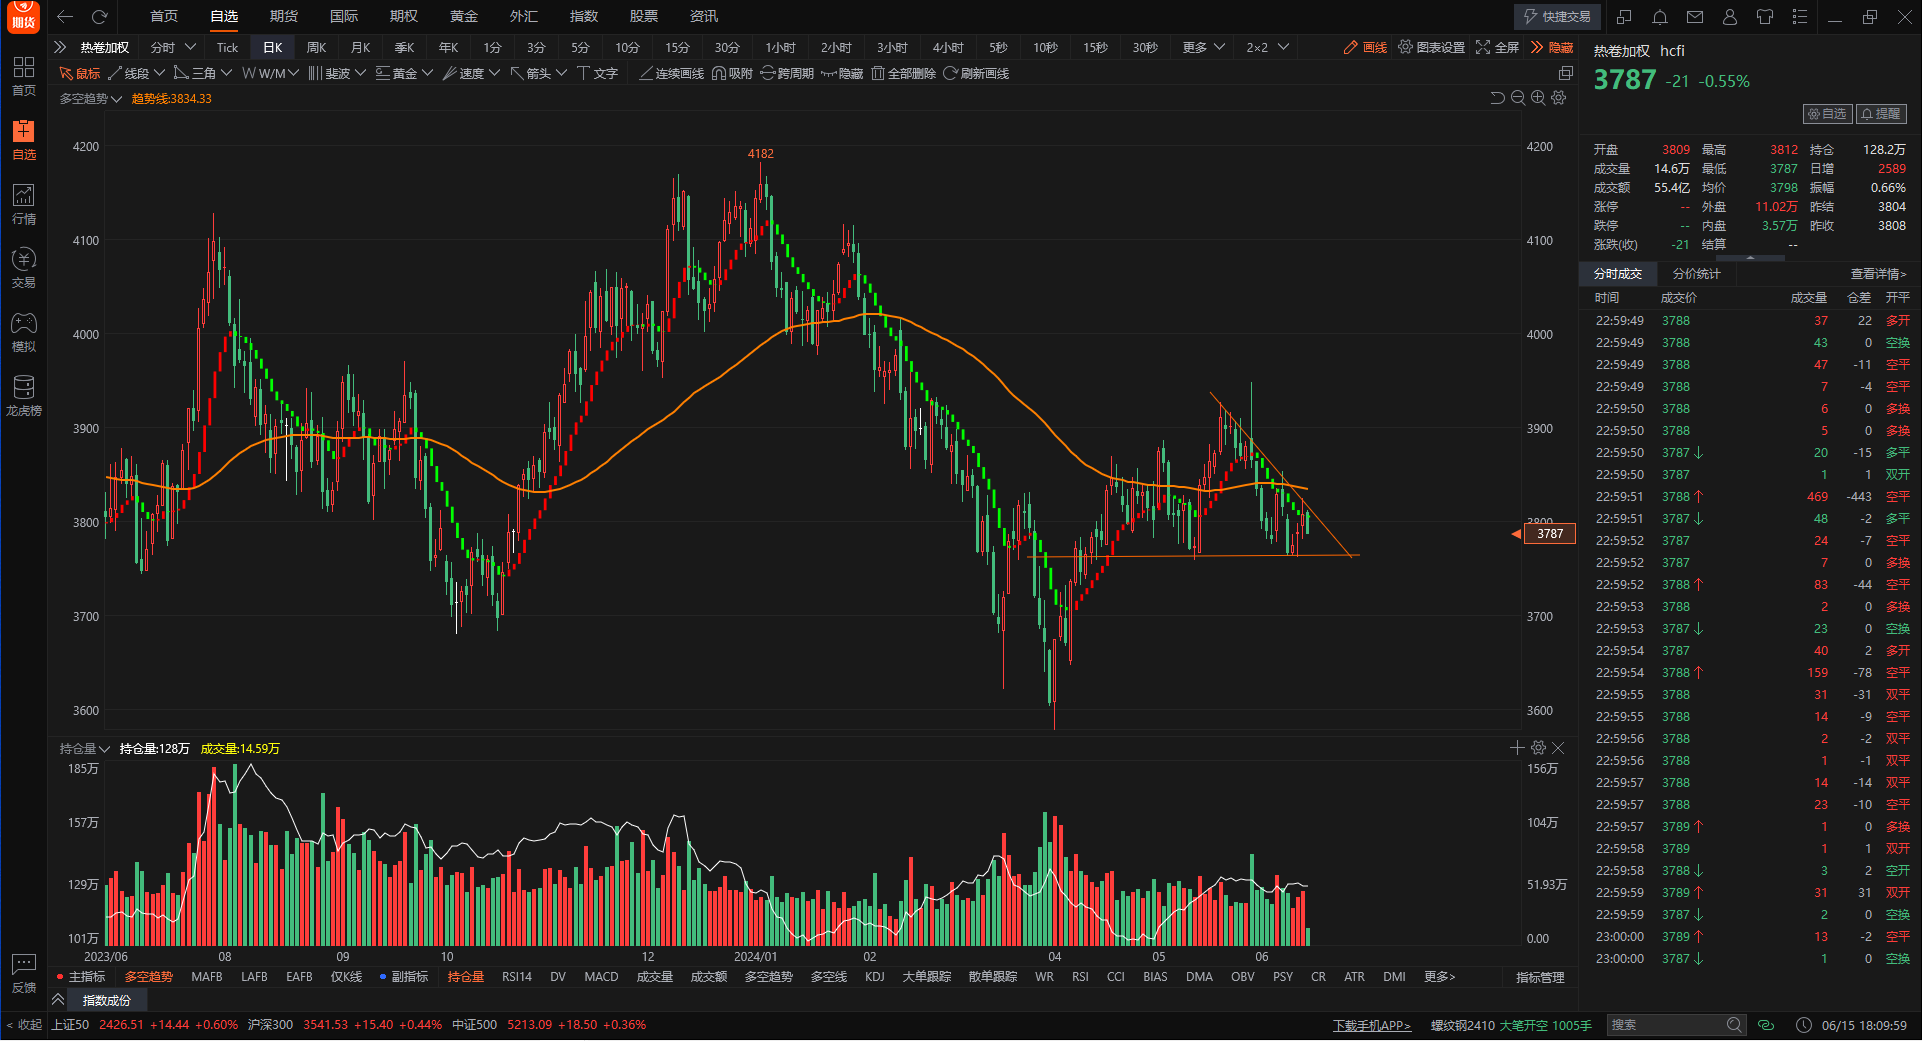 期货 首页 自选 期货 国际 期权 黄金 外汇 指数 股票 资讯 快捷交易
热卷加权 分时 Tick 日K 周K 月K 季K 年K 1分 3分 5分 10分 15分 30分 1小时 2小时 3小时 4小时 5秒 10秒 15秒 30秒 更多 2×2 画线 图表设置 全屏 隐藏
鼠标 线段 三角 W/M 斐波 黄金 速度 箭头 文字 连续画线 吸附 跨周期 隐藏 全部删除 刷新画线
多空趋势 趋势线:3834.33
首页
自选
行情
交易
模拟
龙虎榜
反馈
< 收起
4182
4200 4200
4100 4100
4000 4000
3900 3900
3800 3800
3787
3700 3700
3600 3600
持仓量 持仓量:128万 成交量:14.59万
185万 156万
157万 104万
129万 51.93万
101万 0.00
2023/06 08 09 10 12 2024/01 02 04 05 06
主指标 多空趋势 MAFB LAFB EAFB 仅K线 副指标 持仓量 RSI14 DV MACD 成交量 成交额 多空趋势 多空线 KDJ 大单跟踪 散单跟踪 WR RSI CCI BIAS DMA OBV PSY CR ATR DMI 更多> 指标管理
指数成份
热卷加权 hcfi
3787 -21 -0.55%
自选 提醒
开盘 3809 最高 3812 持仓 128.2万
成交量 14.6万 最低 3787 日增 2589
成交额 55.4亿 均价 3798 振幅 0.66%
涨停 -- 外盘 11.02万 昨结 3804
跌停 -- 内盘 3.57万 昨收 3808
涨跌(收) -21 结算 --
分时成交 分价统计 查看详情>
时间 成交价 成交量 仓差 开平
22:59:49 3788 37 22 多开
22:59:49 3788 43 0 空换
22:59:49 3788 47 -11 空平
22:59:49 3788 7 -4 空平
22:59:50 3788 6 0 多换
22:59:50 3788 5 0 多换
22:59:50 3787↓ 20 -15 多平
22:59:50 3787 1 1 双开
22:59:51 3788↑ 469 -443 空平
22:59:51 3787↓ 48 -2 多平
22:59:52 3787 24 -7 空平
22:59:52 3787 7 0 多换
22:59:52 3788↑ 83 -44 空平
22:59:53 3788 2 0 多换
22:59:53 3787↓ 23 0 空换
22:59:54 3787 40 2 多开
22:59:54 3788↑ 159 -78 空平
22:59:55 3788 31 -31 双平
22:59:55 3788 14 -9 空平
22:59:56 3788 2 -2 双平
22:59:56 3788 1 -1 双平
22:59:57 3788 14 -14 双平
22:59:57 3788 23 -10 空平
22:59:57 3789↑ 1 0 多换
22:59:58 3789 1 1 双开
22:59:58 3788↓ 3 2 空开
22:59:59 3789↑ 31 31 双开
22:59:59 3787↓ 2 0 空换
23:00:00 3789↑ 13 -2 空平
23:00:00 3787↓ 1 0 空换
上证50 2426.51 +14.44 +0.60% 沪深300 3541.53 +15.40 +0.44% 中证500 5213.09 +18.50 +0.36% 下载手机APP> 螺纹钢2410 大笔开空 1005手 搜索 06/15 18:09:59